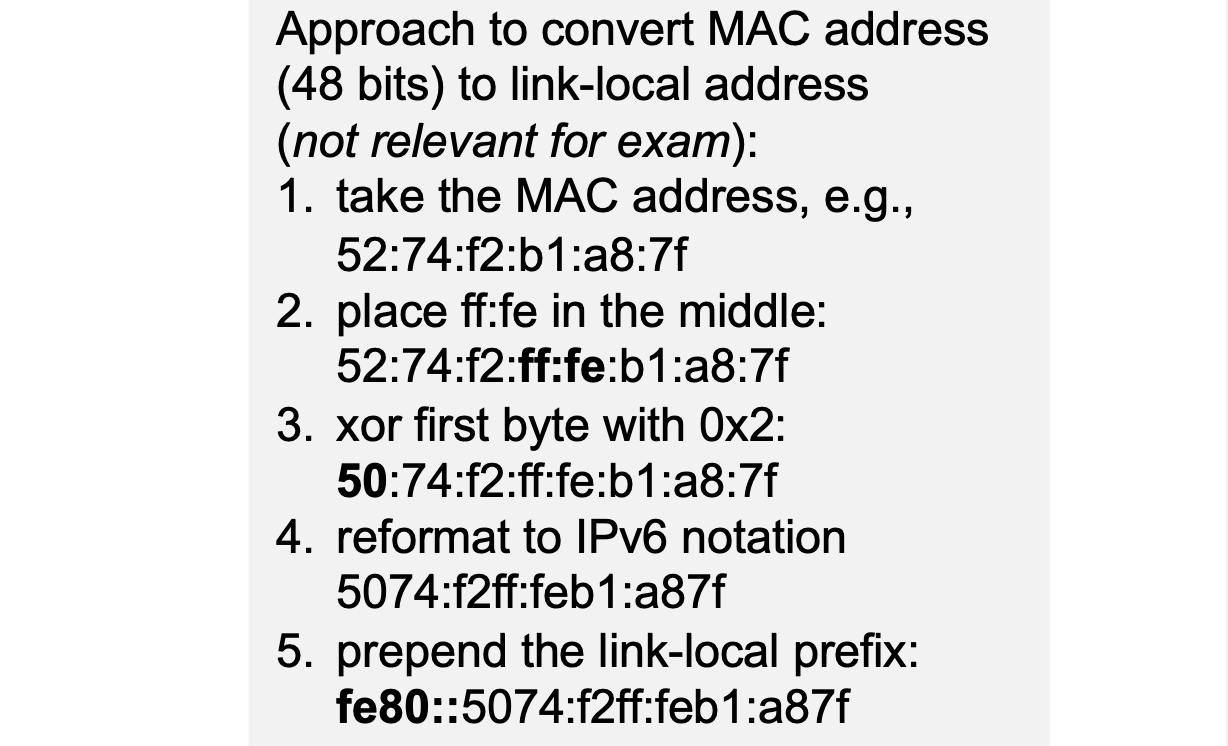 Approach to convert MAC address
(48 bits) to link-local address
(not relevant for exam):
1. take the MAC address, e.g.,
52:74:f2:b1:a8:7f
2. place ff:fe in the middle:
52:74:f2:ff:fe:b1:a8:7f
3. xor first byte with 0x2:
50:74:f2:ff:fe:b1:a8:7f
4. reformat to IPv6 notation
5074:f2ff:feb1:a87f
5. prepend the link-local prefix:
fe80::5074:f2ff:feb1:a87f